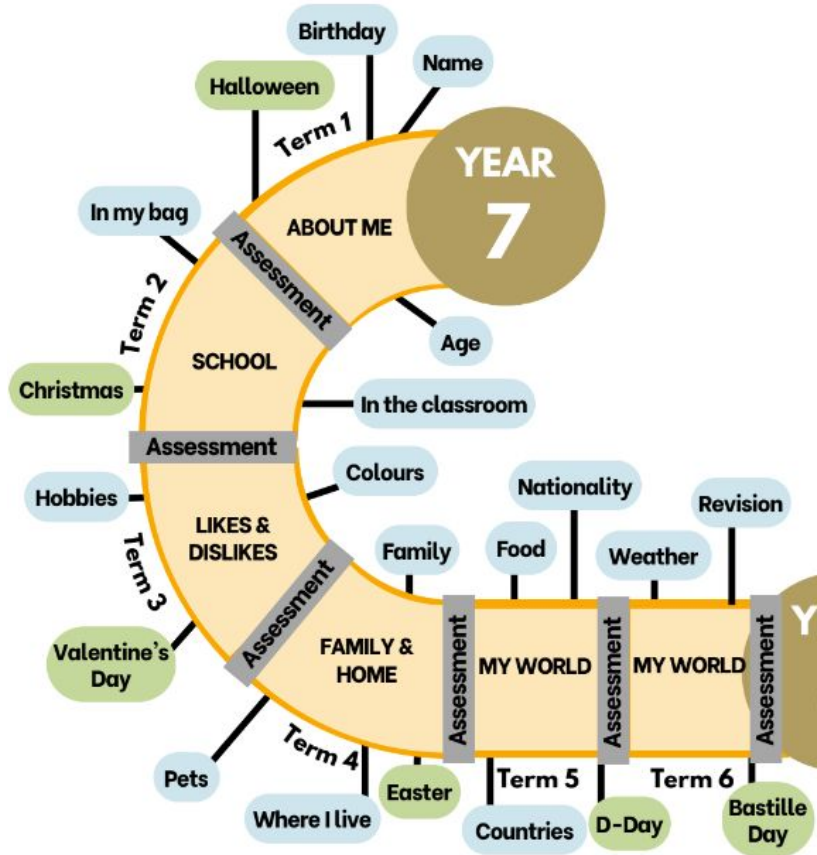 Birthday
Name
Halloween
Term 1
YEAR
7
In my bag
ABOUT ME
Assessment
Age
Term 2
SCHOOL
Christmas
In the classroom
Assessment
Colours
Hobbies
LIKES &
DISLIKES
Term 3
Valentine's
Day
Assessment
Family
FAMILY &
HOME
Pets
Term 4
Where I live
Easter
Assessment
Food
Nationality
MY WORLD
Term 5
Countries
D-Day
Assessment
Weather
Revision
MY WORLD
Term 6
Bastille
Day
Assessment
Y